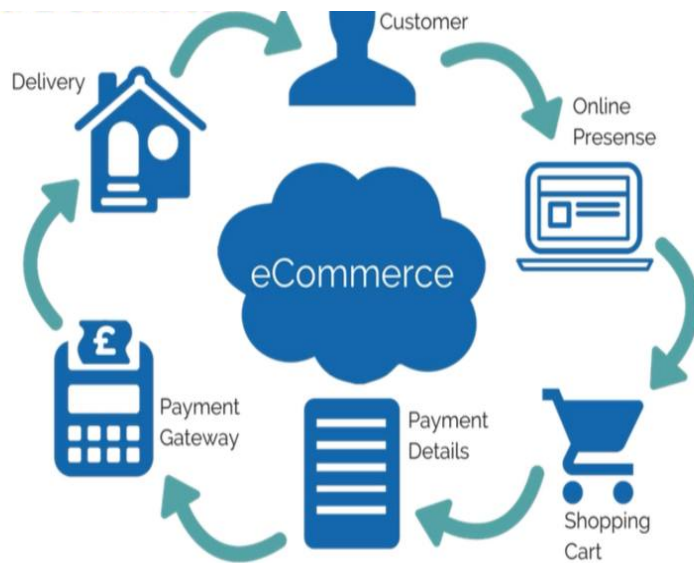 Customer
Delivery
Online
Presense
eCommerce
£
Payment
Gateway
Payment
Details
Shopping
Cart